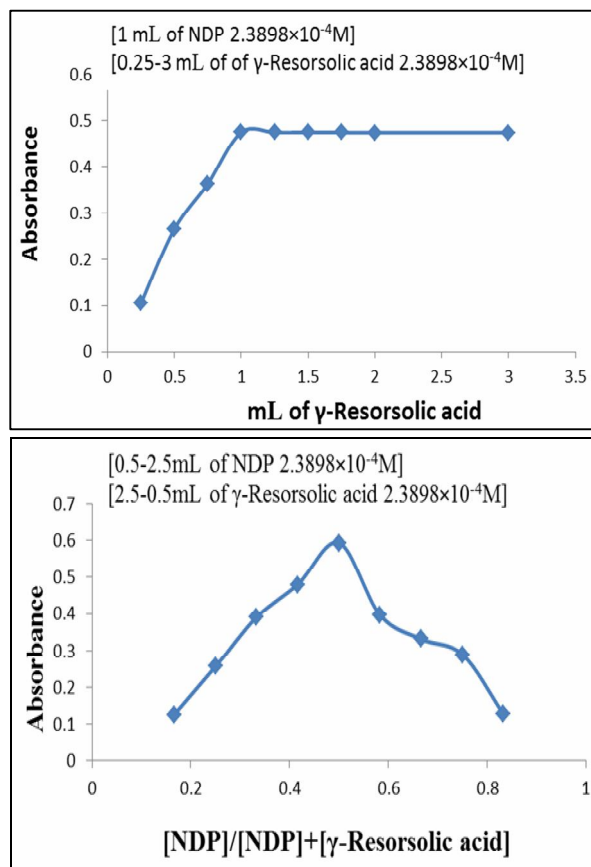 [1 mL of NDP 2.3898×10⁻⁴M]
[0.25-3 mL of of γ-Resorsolic acid 2.3898×10⁻⁴M]
0.6
0.5
0.4
0.3
0.2
0.1
0
Absorbance
0 0.5 1 1.5 2 2.5 3 3.5
mL of γ-Resorsolic acid
[0.5-2.5mL of NDP 2.3898×10⁻⁴M]
[2.5-0.5mL of γ-Resorsolic acid 2.3898×10⁻⁴M]
0.7
0.6
0.5
0.4
0.3
0.2
0.1
0
Absorbance
0 0.2 0.4 0.6 0.8 1
[NDP]/[NDP]+[γ-Resorsolic acid]